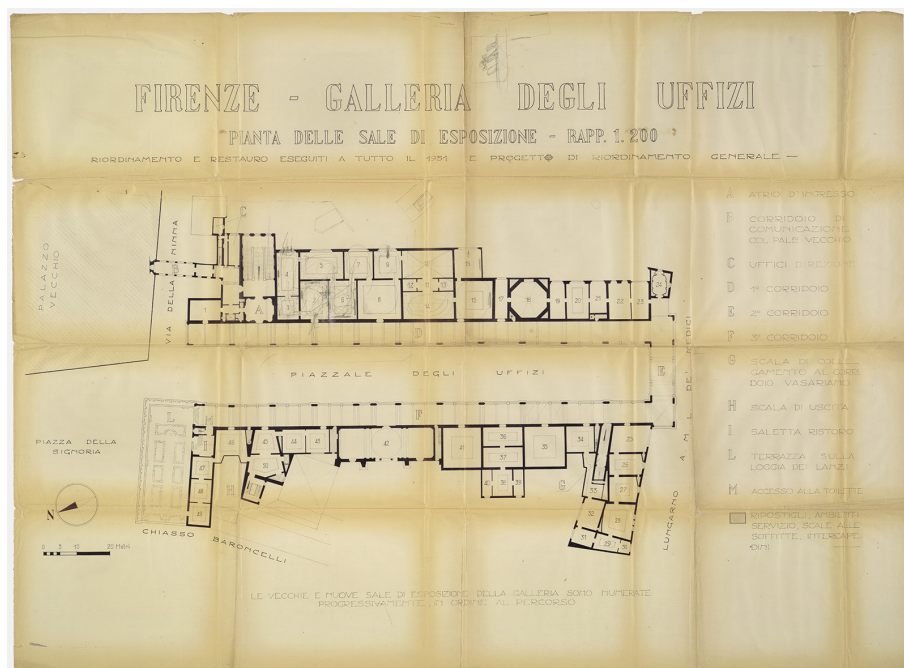 FIRENZE - GALLERIA DEGLI UFFIZI
PIANTA DELLE SALE DI ESPOSIZIONE - RAPP. 1:200
RIORDINAMENTO E RESTAURO ESEGUITI A TUTTO IL 1951 E PROGETTO DI RIORDINAMENTO GENERALE —
PALAZZO
VECCHIO
VIA DELLA NINNA
PIAZZALE DEGLI UFFIZI
D
E
F
PIAZZA DELLA
SIGNORIA
N
0 5 10 20 Metri
CHIASSO BARONCELLI
LUNGARNO
A ATRIO D'INGRESSO
B CORRIDOIO DI
COMUNICAZIONE
COL PAL. VECCHIO
C UFFICI DIREZIONE
D 1° CORRIDOIO
E 2° CORRIDOIO
F 3° CORRIDOIO
G SCALA DI COLLE-
GAMENTO AL CORRI
DOIO VASARIANO
H SCALA DI USCITA
I SALETTA RISTORO
L TERRAZZA SULLA
LOGGIA DEI LANZI
M ACCESSO ALLA TOILETTE
RIPOSTIGLI, AMBIENTI
SERVIZIO, SCALE ALLE
SOFFITTE, INTERCAPE-
DINI
LE VECCHIE E NUOVE SALE DI ESPOSIZIONE DELLA GALLERIA SONO NUMERATE
PROGRESSIVAMENTE, IN ORDINE AL PERCORSO